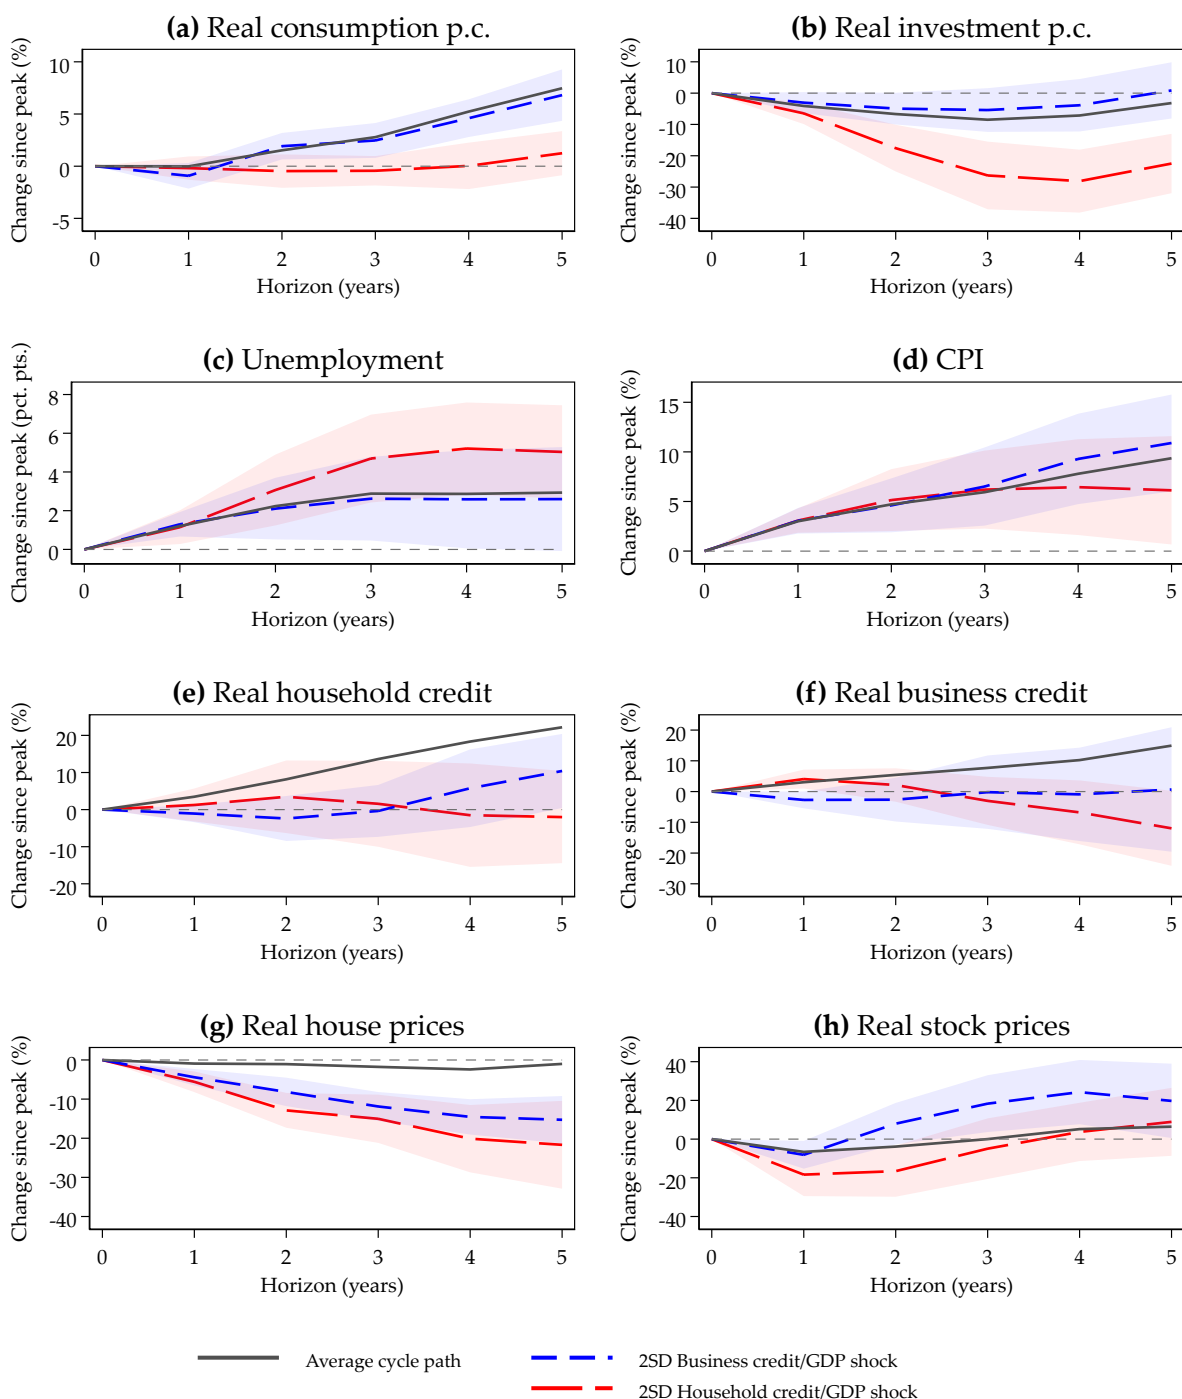 (a) Real consumption p.c.
Change since peak (%)
10
5
0
-5
0 1 2 3 4 5
Horizon (years)
(b) Real investment p.c.
Change since peak (%)
10
0
-10
-20
-30
-40
0 1 2 3 4 5
Horizon (years)
(c) Unemployment
Change since peak (pct. pts.)
8
6
4
2
0
0 1 2 3 4 5
Horizon (years)
(d) CPI
Change since peak (%)
15
10
5
0
0 1 2 3 4 5
Horizon (years)
(e) Real household credit
Change since peak (%)
20
10
0
-10
-20
0 1 2 3 4 5
Horizon (years)
(f) Real business credit
Change since peak (%)
20
10
0
-10
-20
-30
0 1 2 3 4 5
Horizon (years)
(g) Real house prices
Change since peak (%)
0
-10
-20
-30
-40
0 1 2 3 4 5
Horizon (years)
(h) Real stock prices
Change since peak (%)
40
20
0
-20
-40
0 1 2 3 4 5
Horizon (years)
Average cycle path
2SD Business credit/GDP shock
2SD Household credit/GDP shock